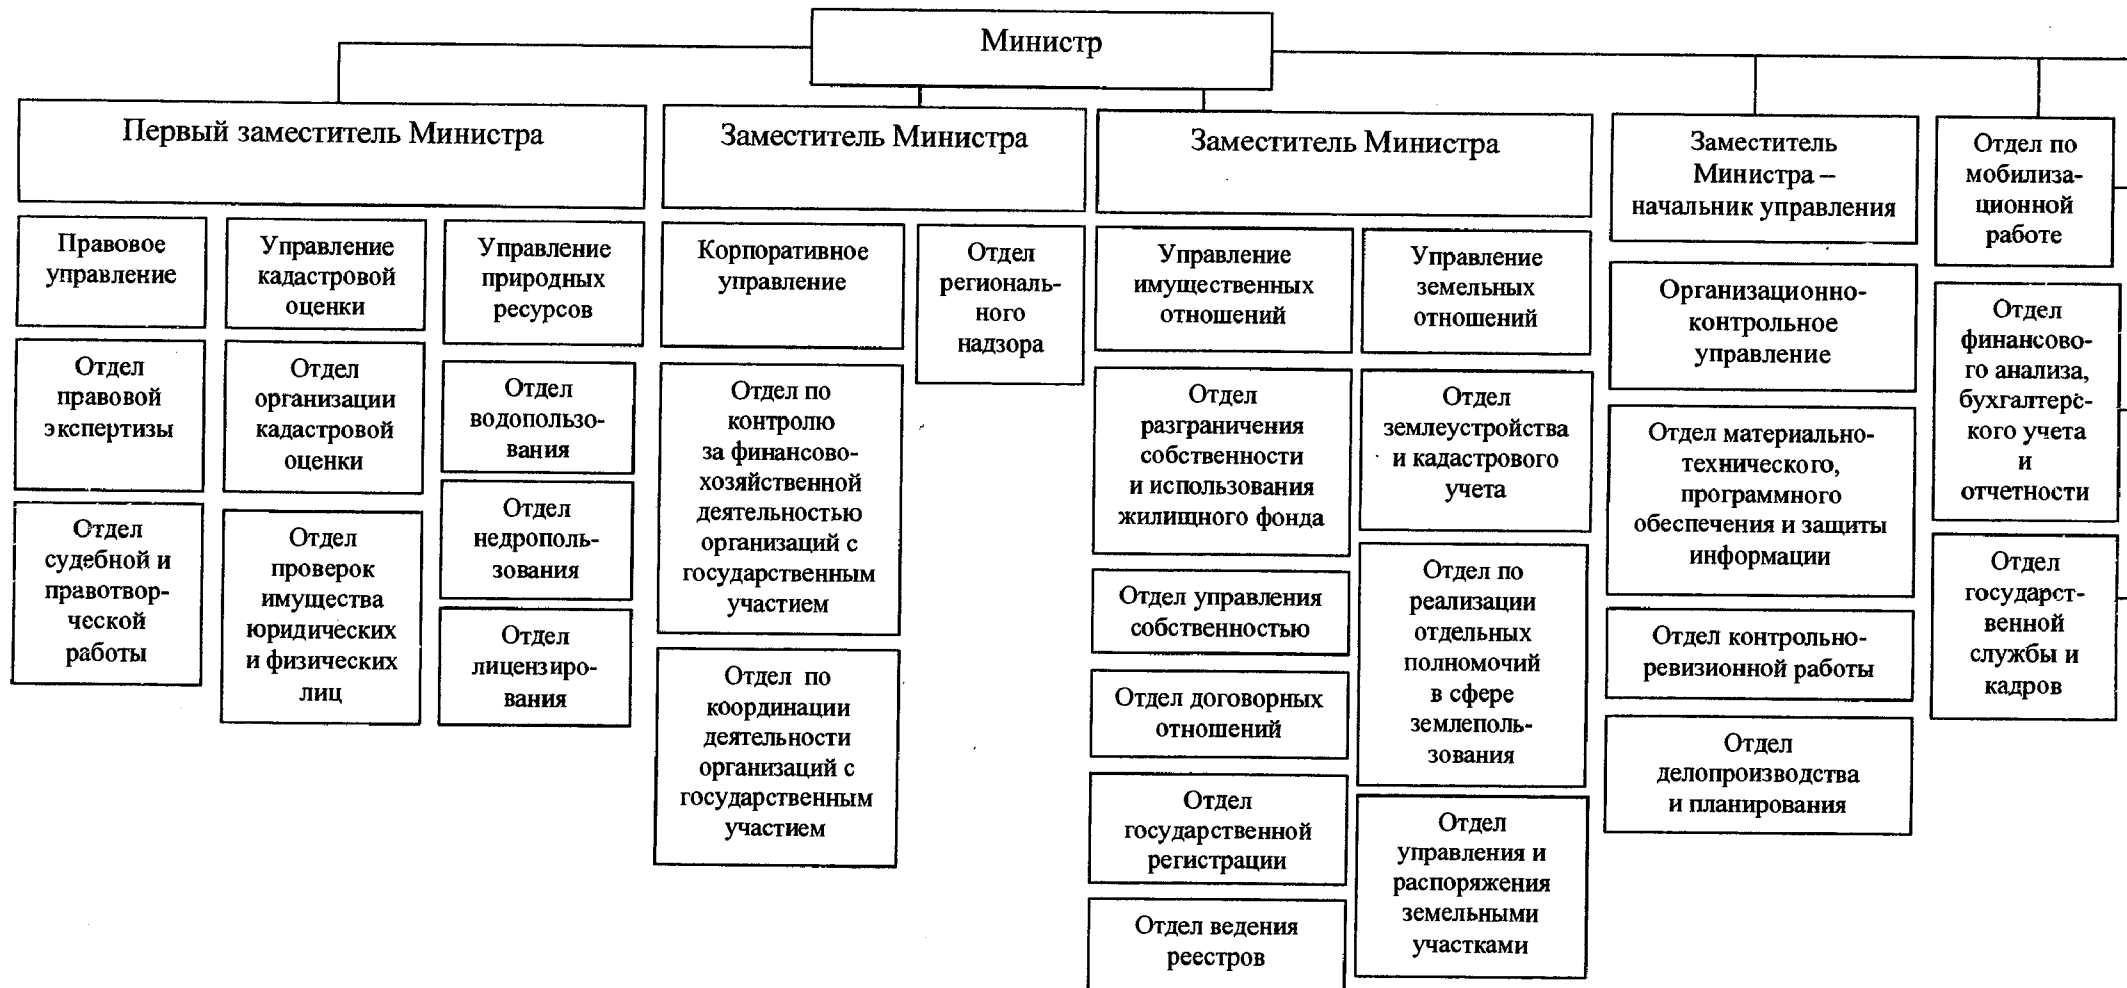 Министр
Первый заместитель Министра
Заместитель Министра
Заместитель Министра
Заместитель
Министра –
начальник управления
Отдел по
мобилиза-
ционной
работе
Правовое
управление
Отдел
правовой
экспертизы
Отдел
судебной и
правотвор-
ческой
работы
Управление
кадастровой
оценки
Отдел
организации
кадастровой
оценки
Отдел
проверок
имущества
юридических
и физических
лиц
Управление
природных
ресурсов
Отдел
водопользо-
вания
Отдел
недрополь-
зования
Отдел
лицензиро-
вания
Корпоративное
управление
Отдел по
контролю
за финансово-
хозяйственной
деятельностью
организаций с
государственным
участием
Отдел по
координации
деятельности
организаций с
государственным
участием
Отдел
региональ-
ного
надзора
Управление
имущественных
отношений
Отдел
разграничения
собственности
и использования
жилищного фонда
Отдел управления
собственностью
Отдел договорных
отношений
Отдел
государственной
регистрации
Отдел ведения
реестров
Управление
земельных
отношений
Отдел
землеустройства
и кадастрового
учета
Отдел по
реализации
отдельных
полномочий
в сфере
землеполь-
зования
Отдел
управления и
распоряжения
земельными
участками
Организационно-
контрольное
управление
Отдел материально-
технического,
программного
обеспечения и защиты
информации
Отдел контрольно-
ревизионной работы
Отдел
делопроизводства
и планирования
Отдел
финансово-
го анализа,
бухгалтерс-
кого учета
и
отчетности
Отдел
государст-
венной
службы и
кадров